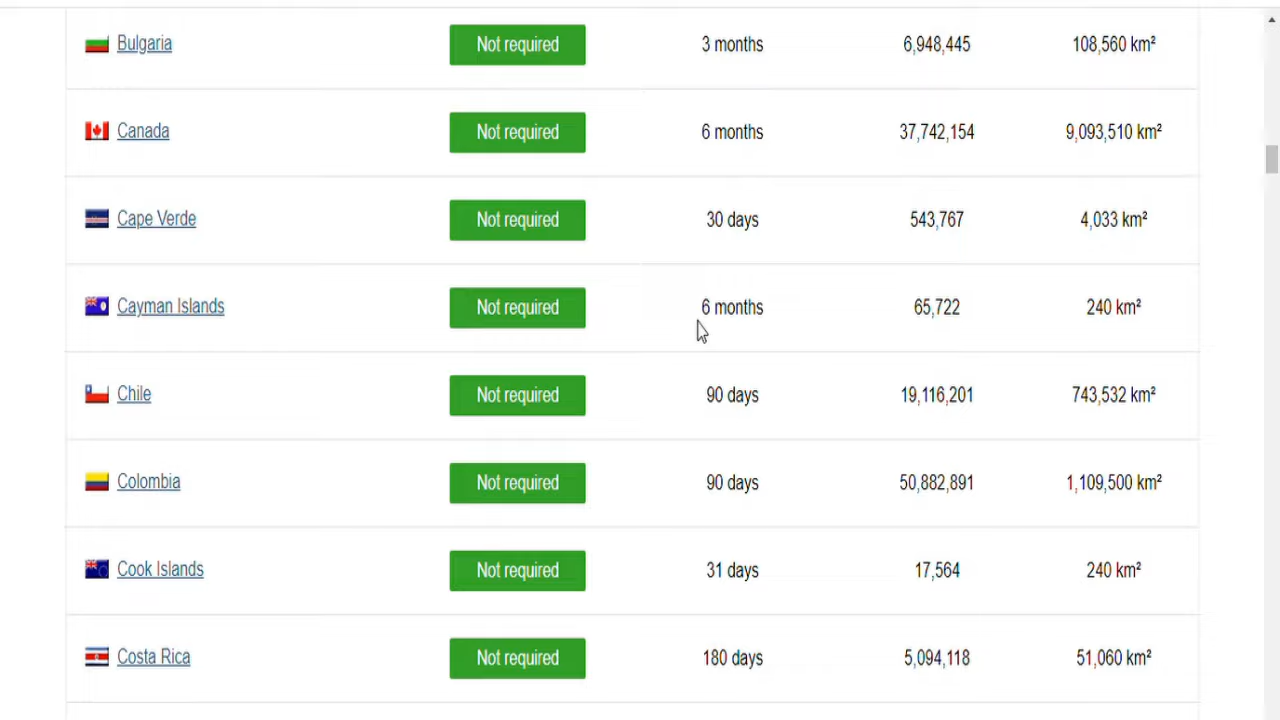 Bulgaria Not required 3 months 6,948,445 108,560 km²
Canada Not required 6 months 37,742,154 9,093,510 km²
Cape Verde Not required 30 days 543,767 4,033 km²
Cayman Islands Not required 6 months 65,722 240 km²
Chile Not required 90 days 19,116,201 743,532 km²
Colombia Not required 90 days 50,882,891 1,109,500 km²
Cook Islands Not required 31 days 17,564 240 km²
Costa Rica Not required 180 days 5,094,118 51,060 km²